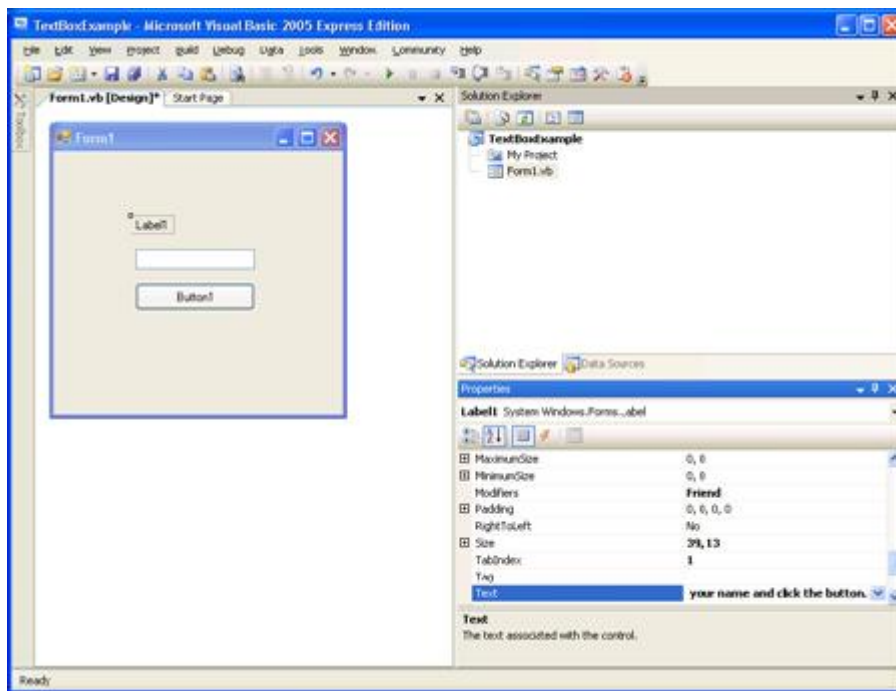 TextBoxExample - Microsoft Visual Basic 2005 Express Edition
File Edit View Project Build Debug Data Tools Window Community Help
Toolbox
Form1.vb [Design]* Start Page
Form1
Label1
Button1
Solution Explorer
TextBoxExample
My Project
Form1.vb
Solution Explorer Data Sources
Properties
Label1 System.Windows.Forms.Label
MaximumSize 0, 0
MinimumSize 0, 0
Modifiers Friend
Padding 0, 0, 0, 0
RightToLeft No
Size 39, 13
TabIndex 1
Tag
Text your name and click the button.
Text
The text associated with the control.
Ready